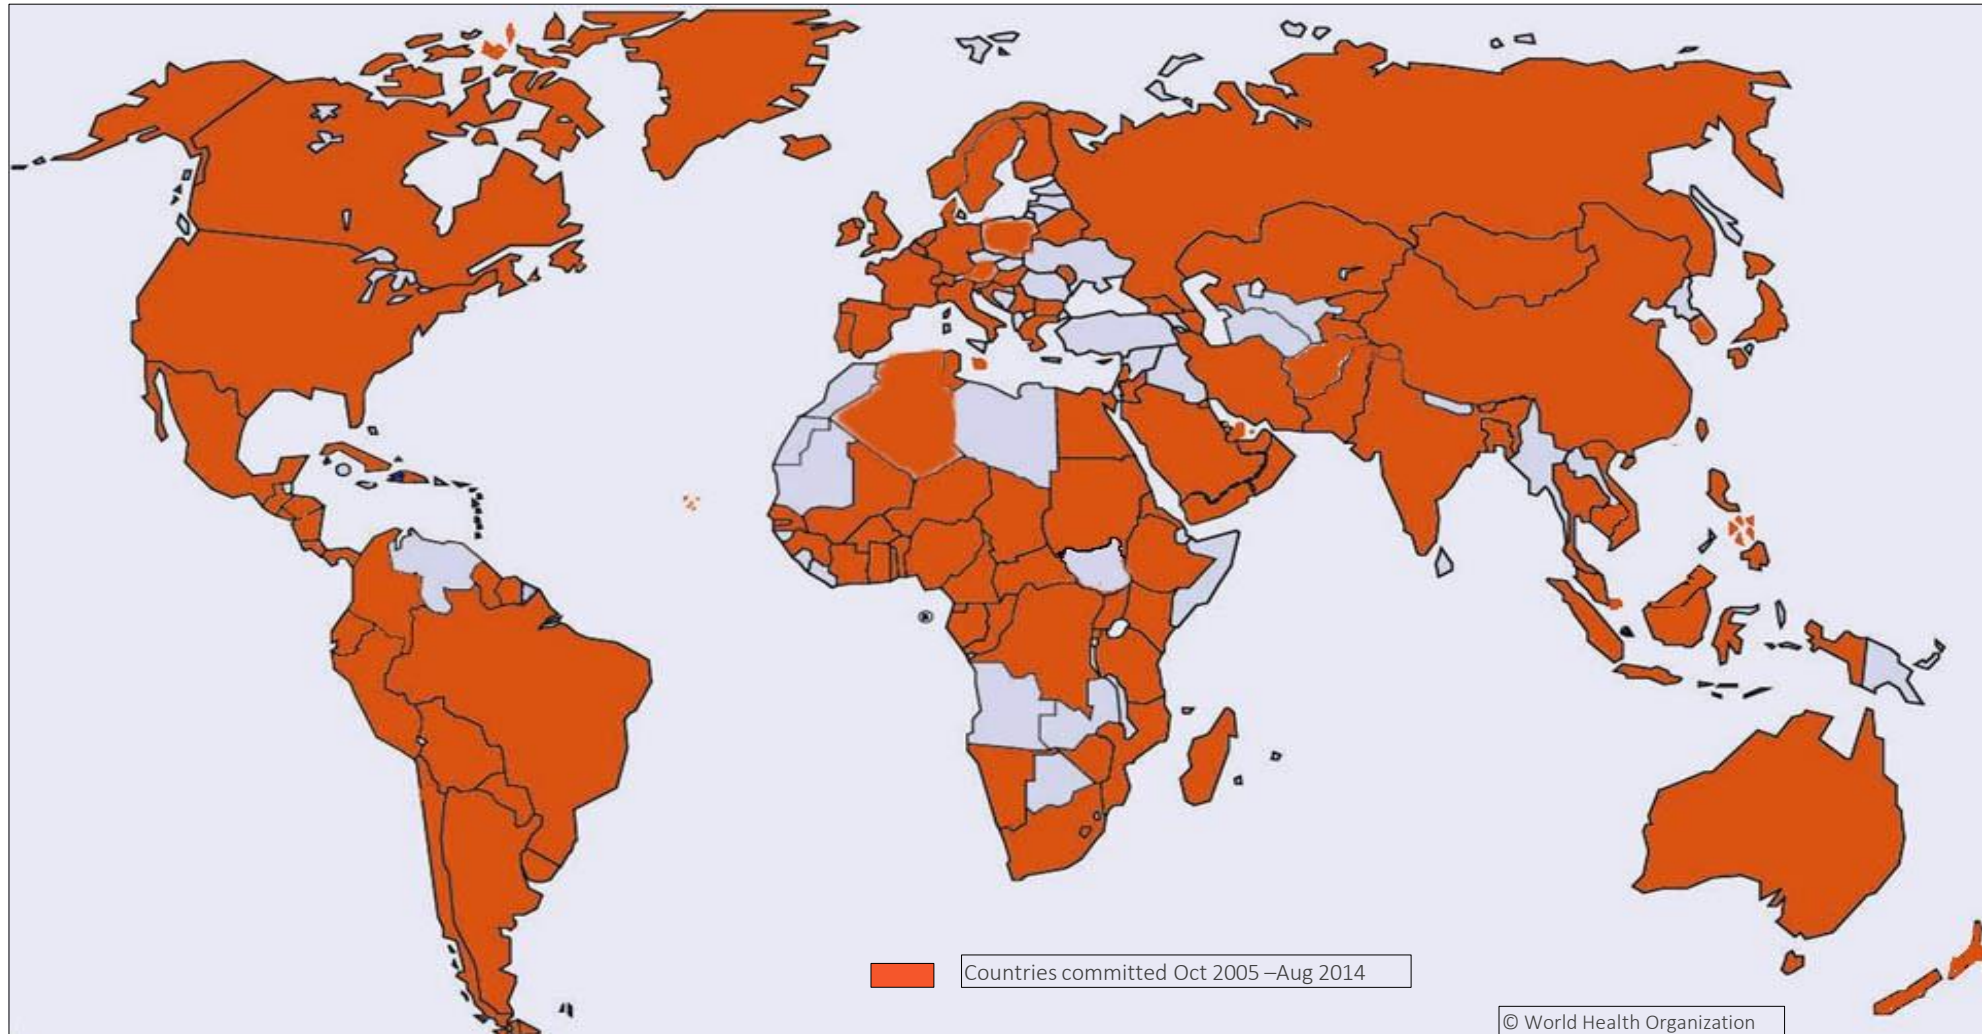 Countries committed Oct 2005 –Aug 2014
© World Health Organization